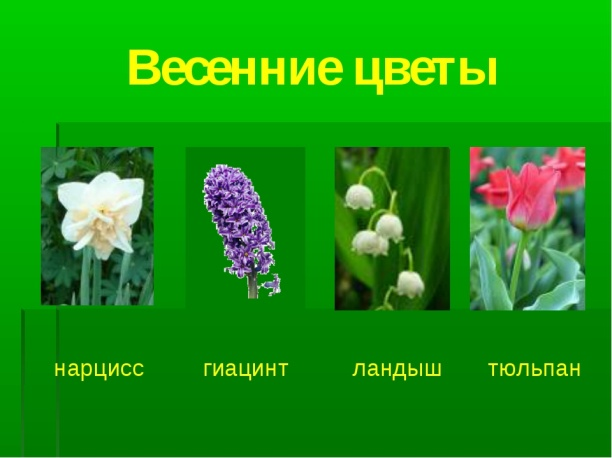 Весенние цветы
нарцисс гиацинт ландыш тюльпан